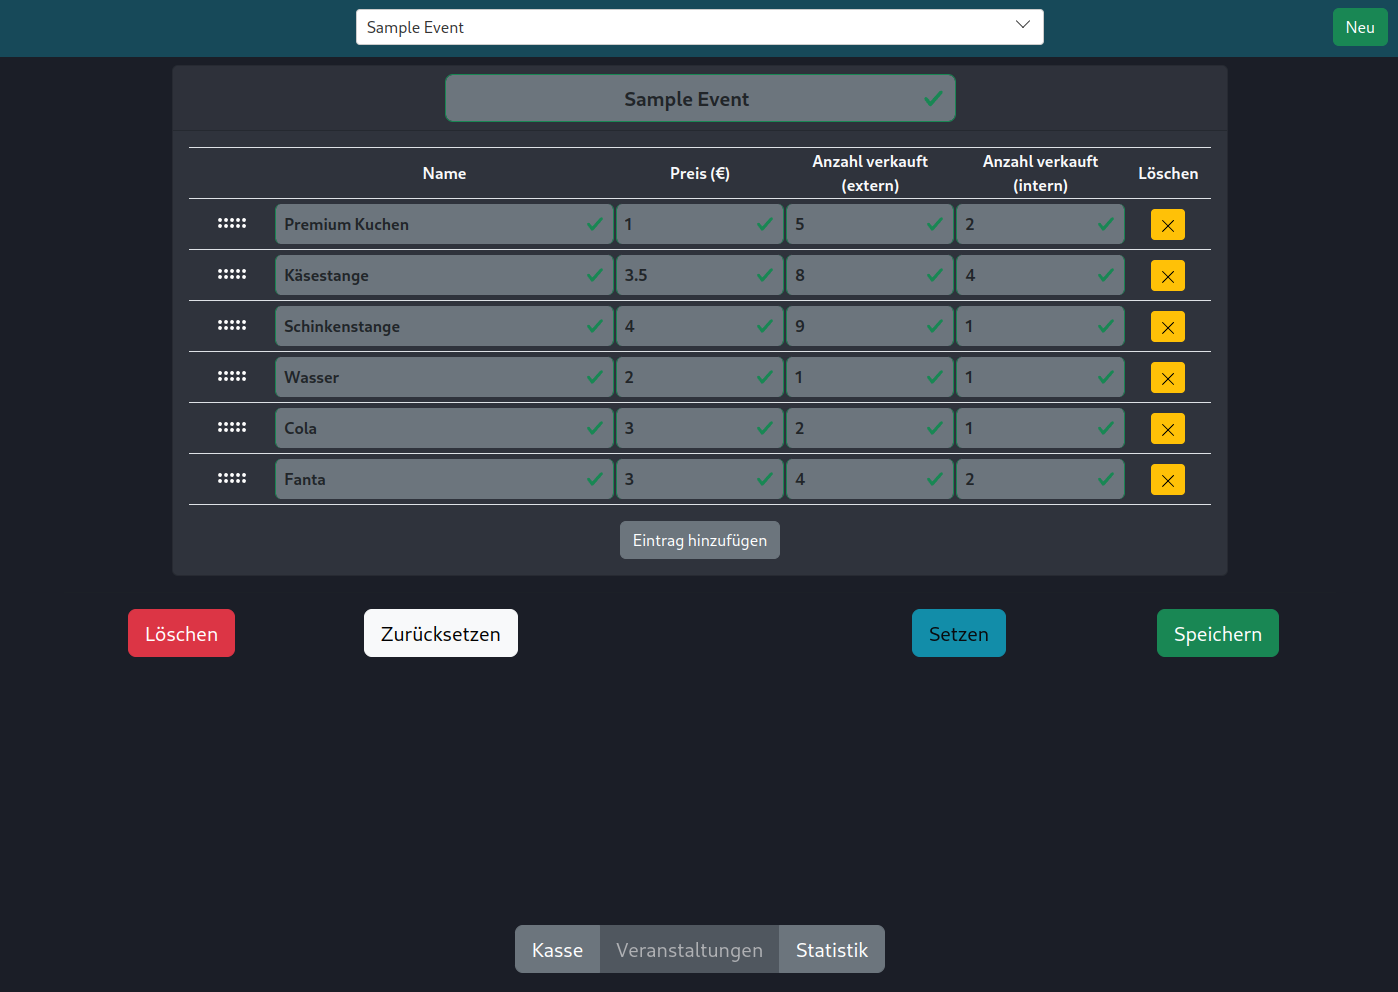 Sample Event
Neu
Sample Event
Name Preis (€) Anzahl verkauft (extern) Anzahl verkauft (intern) Löschen
Premium Kuchen 1 5 2
Käsestange 3.5 8 4
Schinkenstange 4 9 1
Wasser 2 1 1
Cola 3 2 1
Fanta 3 4 2
Eintrag hinzufügen
Löschen Zurücksetzen Setzen Speichern
Kasse Veranstaltungen Statistik